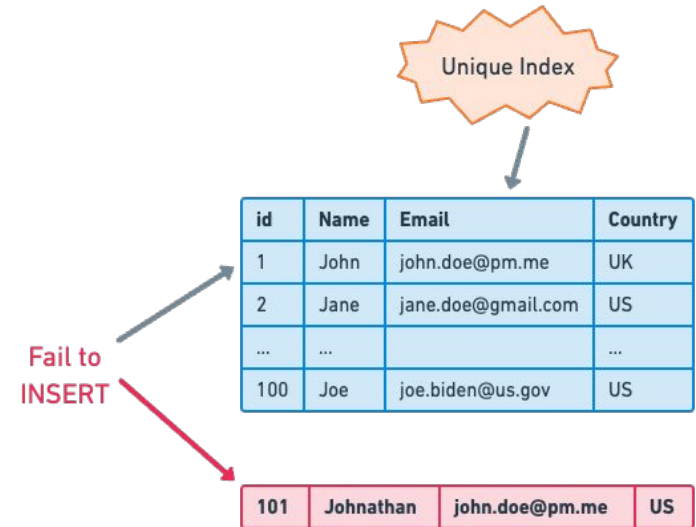 Unique Index
id Name Email Country
1 John john.doe@pm.me UK
2 Jane jane.doe@gmail.com US
... ... ...
100 Joe joe.biden@us.gov US
Fail to
INSERT
101 Johnathan john.doe@pm.me US